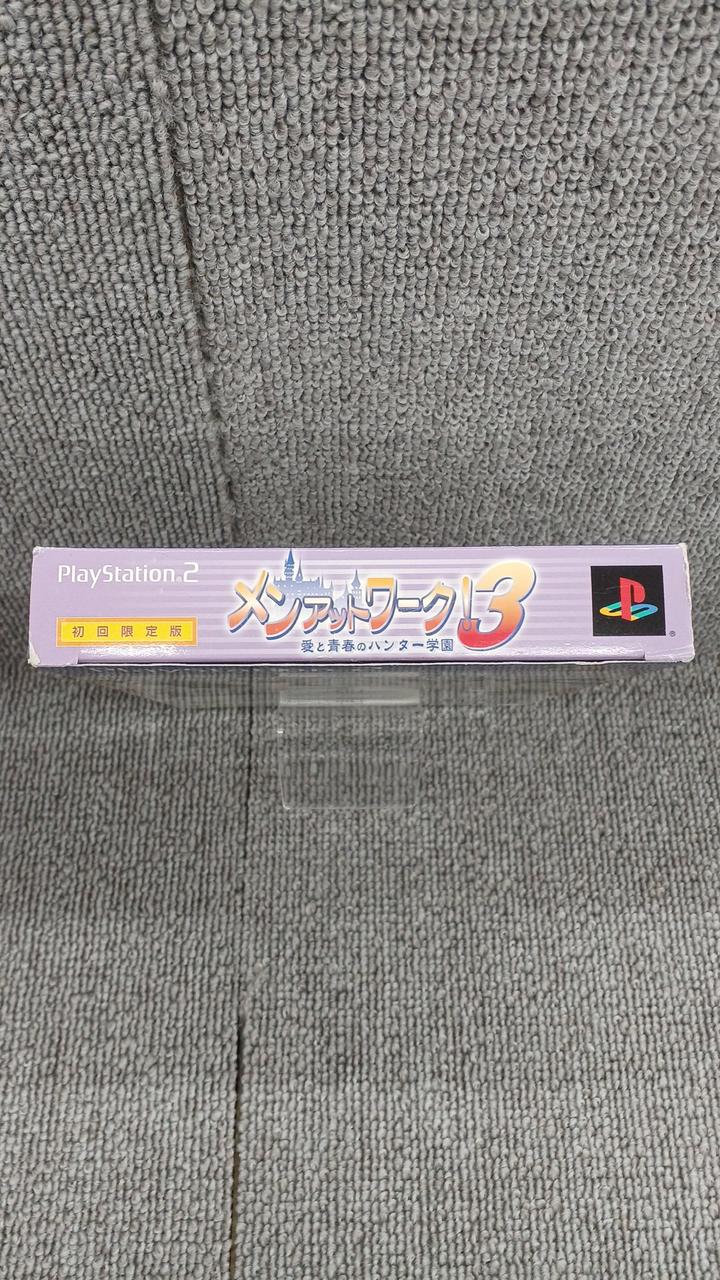 PlayStation®2
初回限定版
メンアットワーク!3
愛と青春のハンター学園
®